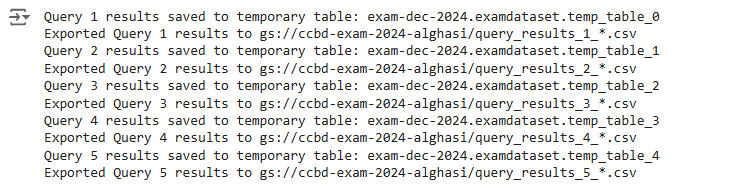 Query 1 results saved to temporary table: exam-dec-2024.examdataset.temp_table_0
Exported Query 1 results to gs://ccbd-exam-2024-alghasi/query_results_1_*.csv
Query 2 results saved to temporary table: exam-dec-2024.examdataset.temp_table_1
Exported Query 2 results to gs://ccbd-exam-2024-alghasi/query_results_2_*.csv
Query 3 results saved to temporary table: exam-dec-2024.examdataset.temp_table_2
Exported Query 3 results to gs://ccbd-exam-2024-alghasi/query_results_3_*.csv
Query 4 results saved to temporary table: exam-dec-2024.examdataset.temp_table_3
Exported Query 4 results to gs://ccbd-exam-2024-alghasi/query_results_4_*.csv
Query 5 results saved to temporary table: exam-dec-2024.examdataset.temp_table_4
Exported Query 5 results to gs://ccbd-exam-2024-alghasi/query_results_5_*.csv